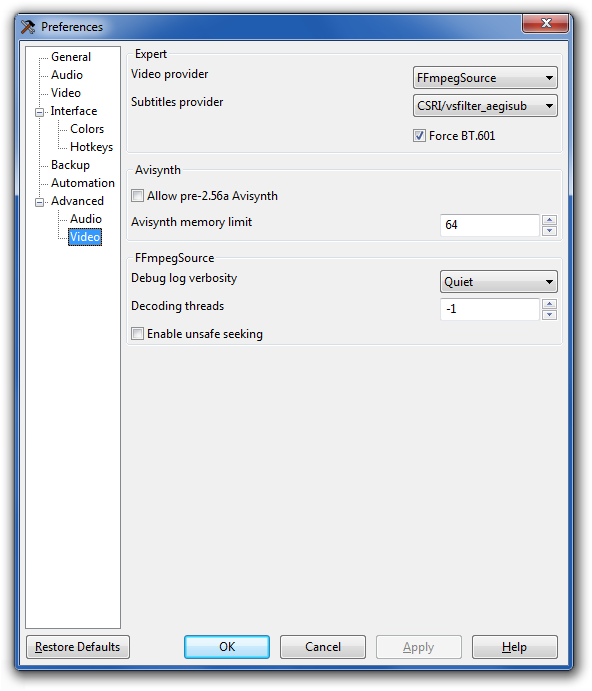 Preferences
General
Audio
Video
Interface
Colors
Hotkeys
Backup
Automation
Advanced
Audio
Video
Expert
Video provider
FFmpegSource
Subtitles provider
CSRI/vsfilter_aegisub
Force BT.601
Avisynth
Allow pre-2.56a Avisynth
Avisynth memory limit
64
FFmpegSource
Debug log verbosity
Quiet
Decoding threads
-1
Enable unsafe seeking
Restore Defaults
OK
Cancel
Apply
Help